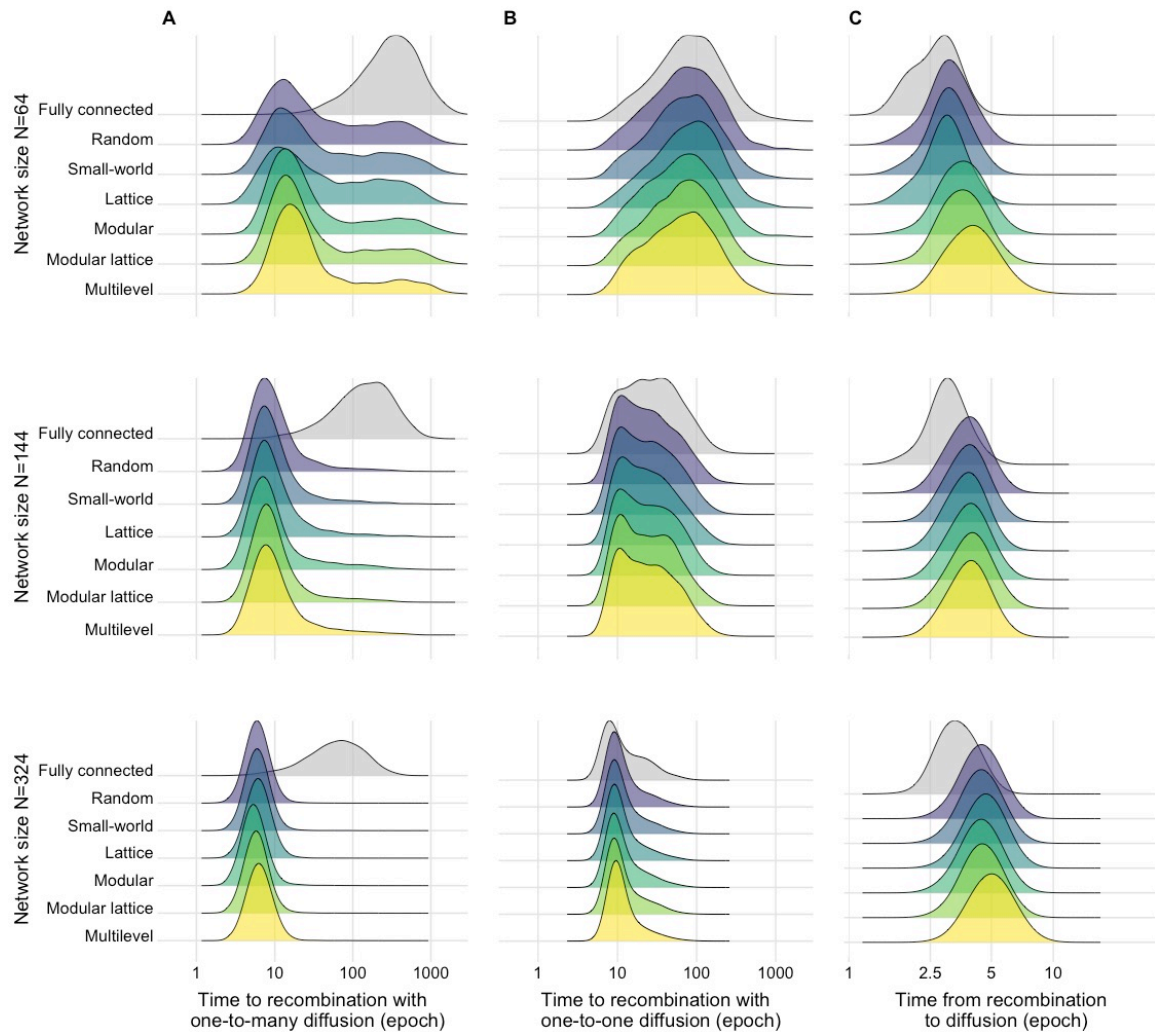 A B C
Network size N=64
Fully connected
Random
Small-world
Lattice
Modular
Modular lattice
Multilevel
Network size N=144
Fully connected
Random
Small-world
Lattice
Modular
Modular lattice
Multilevel
Network size N=324
Fully connected
Random
Small-world
Lattice
Modular
Modular lattice
Multilevel
1 10 100 1000
Time to recombination with
one-to-many diffusion (epoch)
1 10 100 1000
Time to recombination with
one-to-one diffusion (epoch)
1 2.5 5 10
Time from recombination
to diffusion (epoch)